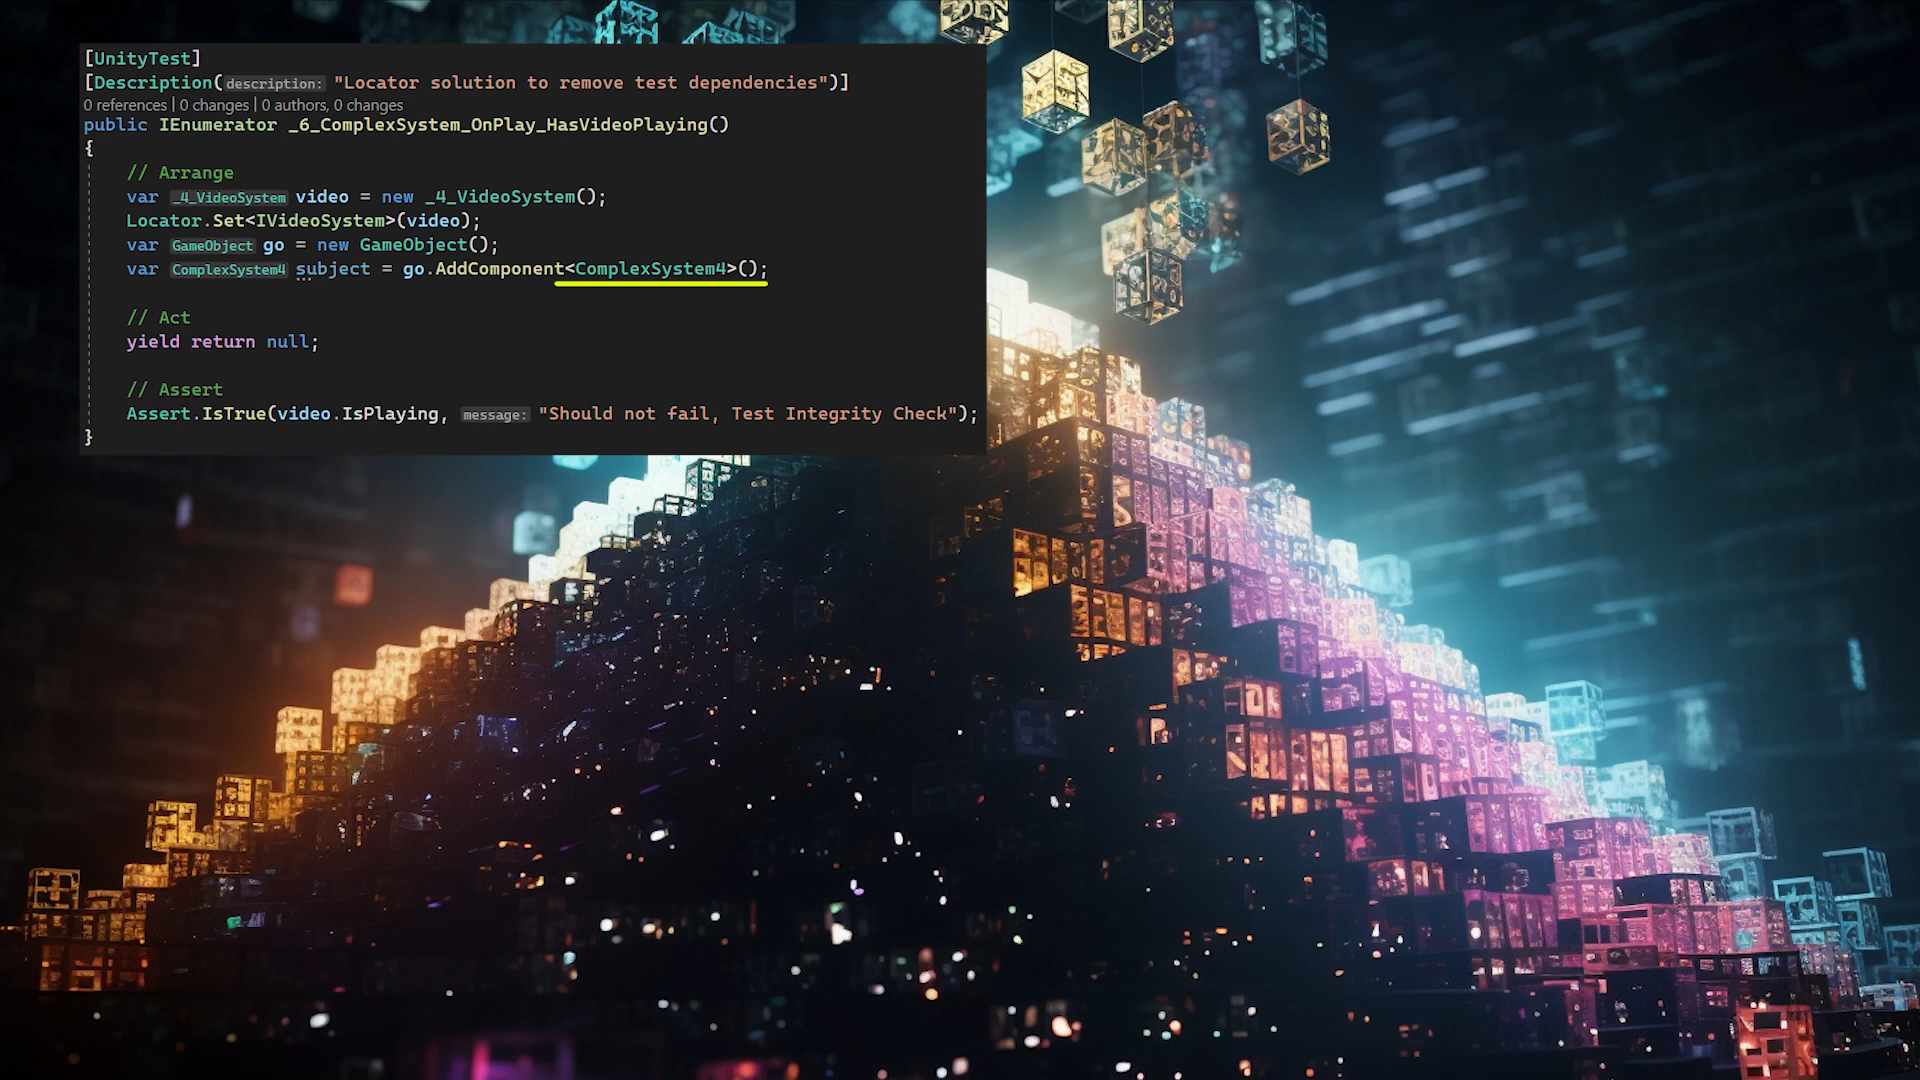 [UnityTest]
[Description(description: "Locator solution to remove test dependencies")]
0 references | 0 changes | 0 authors, 0 changes
public IEnumerator _6_ComplexSystem_OnPlay_HasVideoPlaying()
{
// Arrange
var _4_VideoSystem video = new _4_VideoSystem();
Locator.Set<IVideoSystem>(video);
var GameObject go = new GameObject();
var ComplexSystem4 subject = go.AddComponent<ComplexSystem4>();
// Act
yield return null;
// Assert
Assert.IsTrue(video.IsPlaying, message: "Should not fail, Test Integrity Check");
}